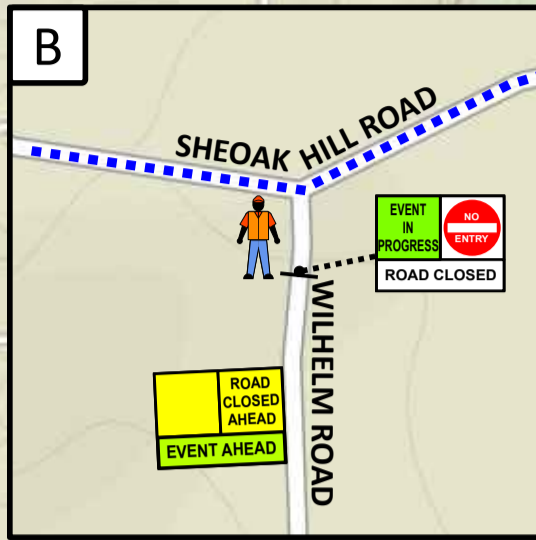 B
SHEOAK HILL ROAD
EVENT
IN
PROGRESS
NO
ENTRY
ROAD CLOSED
WILHELM ROAD
ROAD
CLOSED
AHEAD
EVENT AHEAD